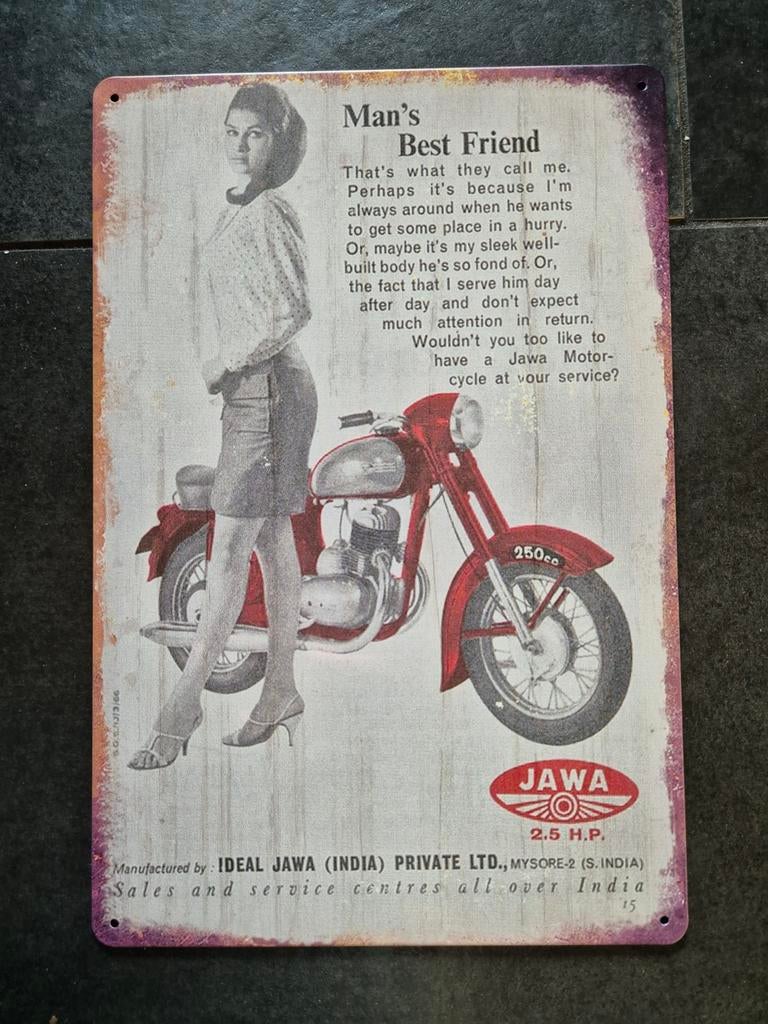 Man's
Best Friend
That's what they call me.
Perhaps it's because I'm
always around when he wants
to get some place in a hurry.
Or, maybe it's my sleek well-
built body he's so fond of. Or,
the fact that I serve him day
after day and don't expect
much attention in return.
Wouldn't you too like to
have a Jawa Motor-
cycle at your service?
250cc
JAWA
2.5 H.P.
S.G.S/IJ/3/66
Manufactured by : IDEAL JAWA (INDIA) PRIVATE LTD., MYSORE-2 (S. INDIA)
Sales and service centres all over India
15